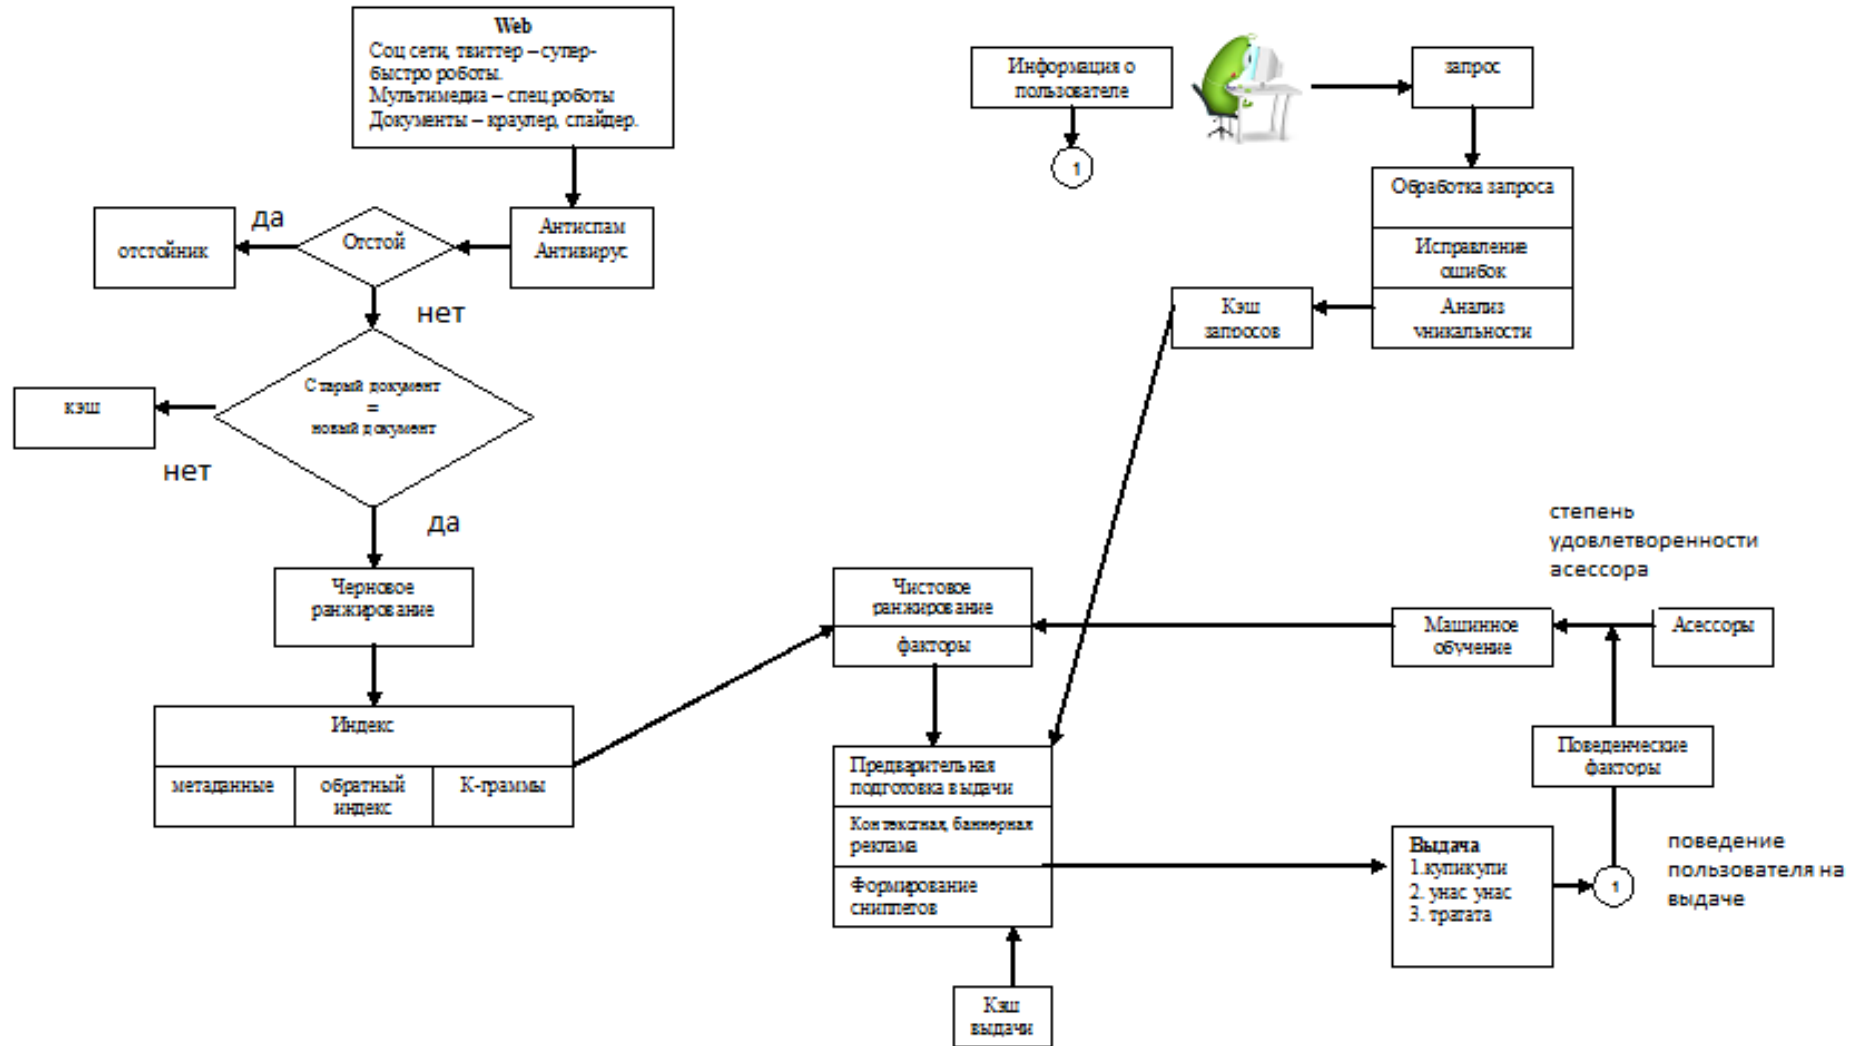 Web
Соц сети, твиттер – супер-
быстро роботы.
Мультимедиа – спец.роботы
Документы – краулер, спайдер.
Информация о
пользователе
запрос
1
Обработка запроса
Исправление
ошибок
Анализ
уникальности
Кэш
запросов
Антиспам
Антивирус
Отстой
да
отстойник
нет
Старый документ
=
новый документ
кэш
нет
да
Черновое
ранжирование
Индекс
метаданные
обратный
индекс
К-граммы
Чистовое
ранжирование
факторы
степень
удовлетворенности
асессора
Машинное
обучение
Асессоры
Предварительная
подготовка выдачи
Контекстная, баннерная
реклама
Формирование
сниппетов
Поведенческие
факторы
Выдача
1.купикупи
2. унас унас
3. тратата
1
поведение
пользователя на
выдаче
Кэш
выдачи